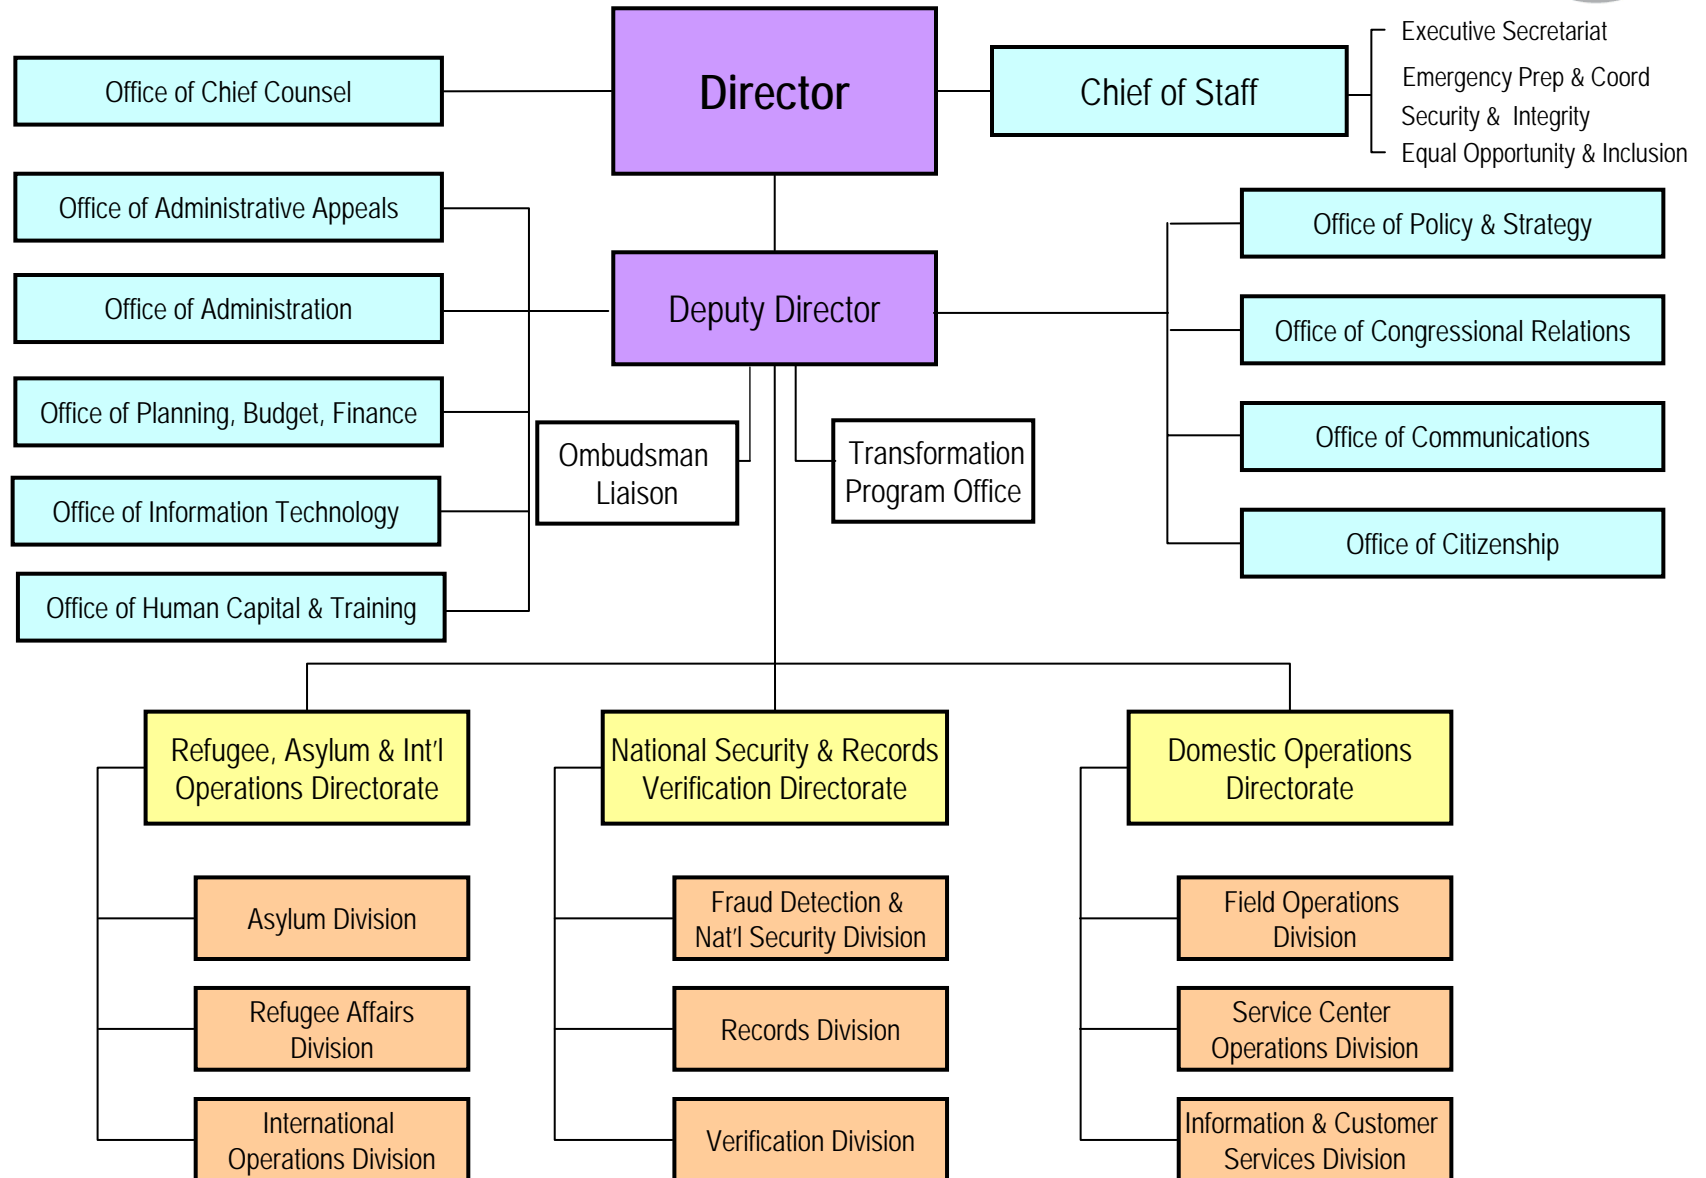 Executive Secretariat
Emergency Prep & Coord
Security & Integrity
Equal Opportunity & Inclusion
Director
Chief of Staff
Office of Chief Counsel
Office of Administrative Appeals
Office of Administration
Office of Planning, Budget, Finance
Office of Information Technology
Office of Human Capital & Training
Deputy Director
Ombudsman
Liaison
Transformation
Program Office
Office of Policy & Strategy
Office of Congressional Relations
Office of Communications
Office of Citizenship
Refugee, Asylum & Int'l
Operations Directorate
Asylum Division
Refugee Affairs
Division
International
Operations Division
National Security & Records
Verification Directorate
Fraud Detection &
Nat'l Security Division
Records Division
Verification Division
Domestic Operations
Directorate
Field Operations
Division
Service Center
Operations Division
Information & Customer
Services Division